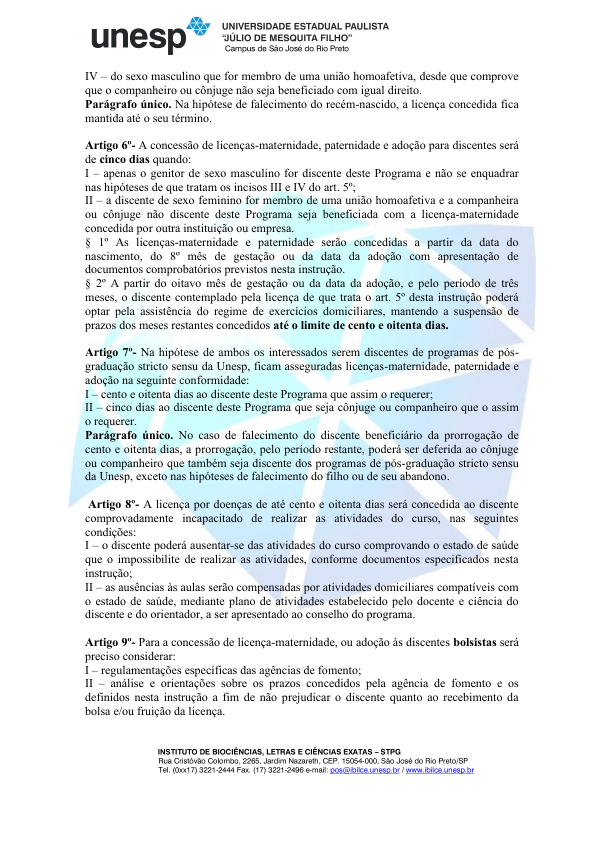 unesp
UNIVERSIDADE ESTADUAL PAULISTA
“JÚLIO DE MESQUITA FILHO”
Campus de São José do Rio Preto
IV – do sexo masculino que for membro de uma união homoafetiva, desde que comprove
que o companheiro ou cônjuge não seja beneficiado com igual direito.
Parágrafo único. Na hipótese de falecimento do recém-nascido, a licença concedida fica
mantida até o seu término.
Artigo 6º- A concessão de licenças-maternidade, paternidade e adoção para discentes será
de cinco dias quando:
I – apenas o genitor de sexo masculino for discente deste Programa e não se enquadrar
nas hipóteses de que tratam os incisos III e IV do art. 5º;
II – a discente de sexo feminino for membro de uma união homoafetiva e a companheira
ou cônjuge não discente deste Programa seja beneficiada com a licença-maternidade
concedida por outra instituição ou empresa.
§ 1º As licenças-maternidade e paternidade serão concedidas a partir da data do
nascimento, do 8º mês de gestação ou da data da adoção com apresentação de
documentos comprobatórios previstos nesta instrução.
§ 2º A partir do oitavo mês de gestação ou da data da adoção, e pelo período de três
meses, o discente contemplado pela licença de que trata o art. 5º desta instrução poderá
optar pela assistência do regime de exercícios domiciliares, mantendo a suspensão de
prazos dos meses restantes concedidos até o limite de cento e oitenta dias.
Artigo 7º- Na hipótese de ambos os interessados serem discentes de programas de pós-
graduação stricto sensu da Unesp, ficam asseguradas licenças-maternidade, paternidade e
adoção na seguinte conformidade:
I – cento e oitenta dias ao discente deste Programa que assim o requerer;
II – cinco dias ao discente deste Programa que seja cônjuge ou companheiro que o assim
o requerer.
Parágrafo único. No caso de falecimento do discente beneficiário da prorrogação de
cento e oitenta dias, a prorrogação, pelo período restante, poderá ser deferida ao cônjuge
ou companheiro que também seja discente dos programas de pós-graduação stricto sensu
da Unesp, exceto nas hipóteses de falecimento do filho ou de seu abandono.
Artigo 8º- A licença por doenças de até cento e oitenta dias será concedida ao discente
comprovadamente incapacitado de realizar as atividades do curso, nas seguintes
condições:
I – o discente poderá ausentar-se das atividades do curso comprovando o estado de saúde
que o impossibilite de realizar as atividades, conforme documentos especificados nesta
instrução;
II – as ausências às aulas serão compensadas por atividades domiciliares compatíveis com
o estado de saúde, mediante plano de atividades estabelecido pelo docente e ciência do
discente e do orientador, a ser apresentado ao conselho do programa.
Artigo 9º- Para a concessão de licença-maternidade, ou adoção às discentes bolsistas será
preciso considerar:
I – regulamentações específicas das agências de fomento;
II – análise e orientações sobre os prazos concedidos pela agência de fomento e os
definidos nesta instrução a fim de não prejudicar o discente quanto ao recebimento da
bolsa e/ou fruição da licença.
INSTITUTO DE BIOCIÊNCIAS, LETRAS E CIÊNCIAS EXATAS – STPG
Rua Cristóvão Colombo, 2265, Jardim Nazareth, CEP. 15054-000, São José do Rio Preto/SP
Tel. (0xx17) 3221-2444 Fax. (17) 3221-2496 e-mail: pos@ibilce.unesp.br / www.ibilce.unesp.br